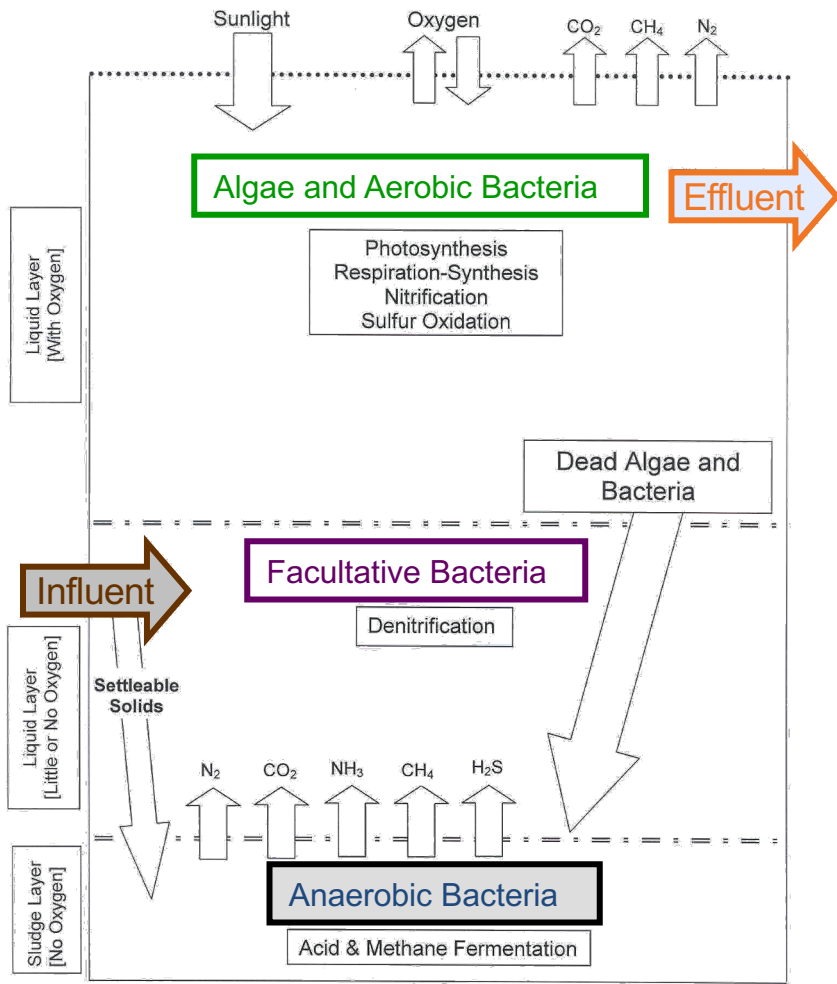 Sunlight
Oxygen
CO₂
CH₄
N₂
Algae and Aerobic Bacteria
Effluent
Photosynthesis
Respiration-Synthesis
Nitrification
Sulfur Oxidation
Liquid Layer
[With Oxygen]
Dead Algae and
Bacteria
Influent
Facultative Bacteria
Denitrification
Settleable
Solids
Liquid Layer
[Little or No Oxygen]
N₂
CO₂
NH₃
CH₄
H₂S
Anaerobic Bacteria
Acid & Methane Fermentation
Sludge Layer
[No Oxygen]